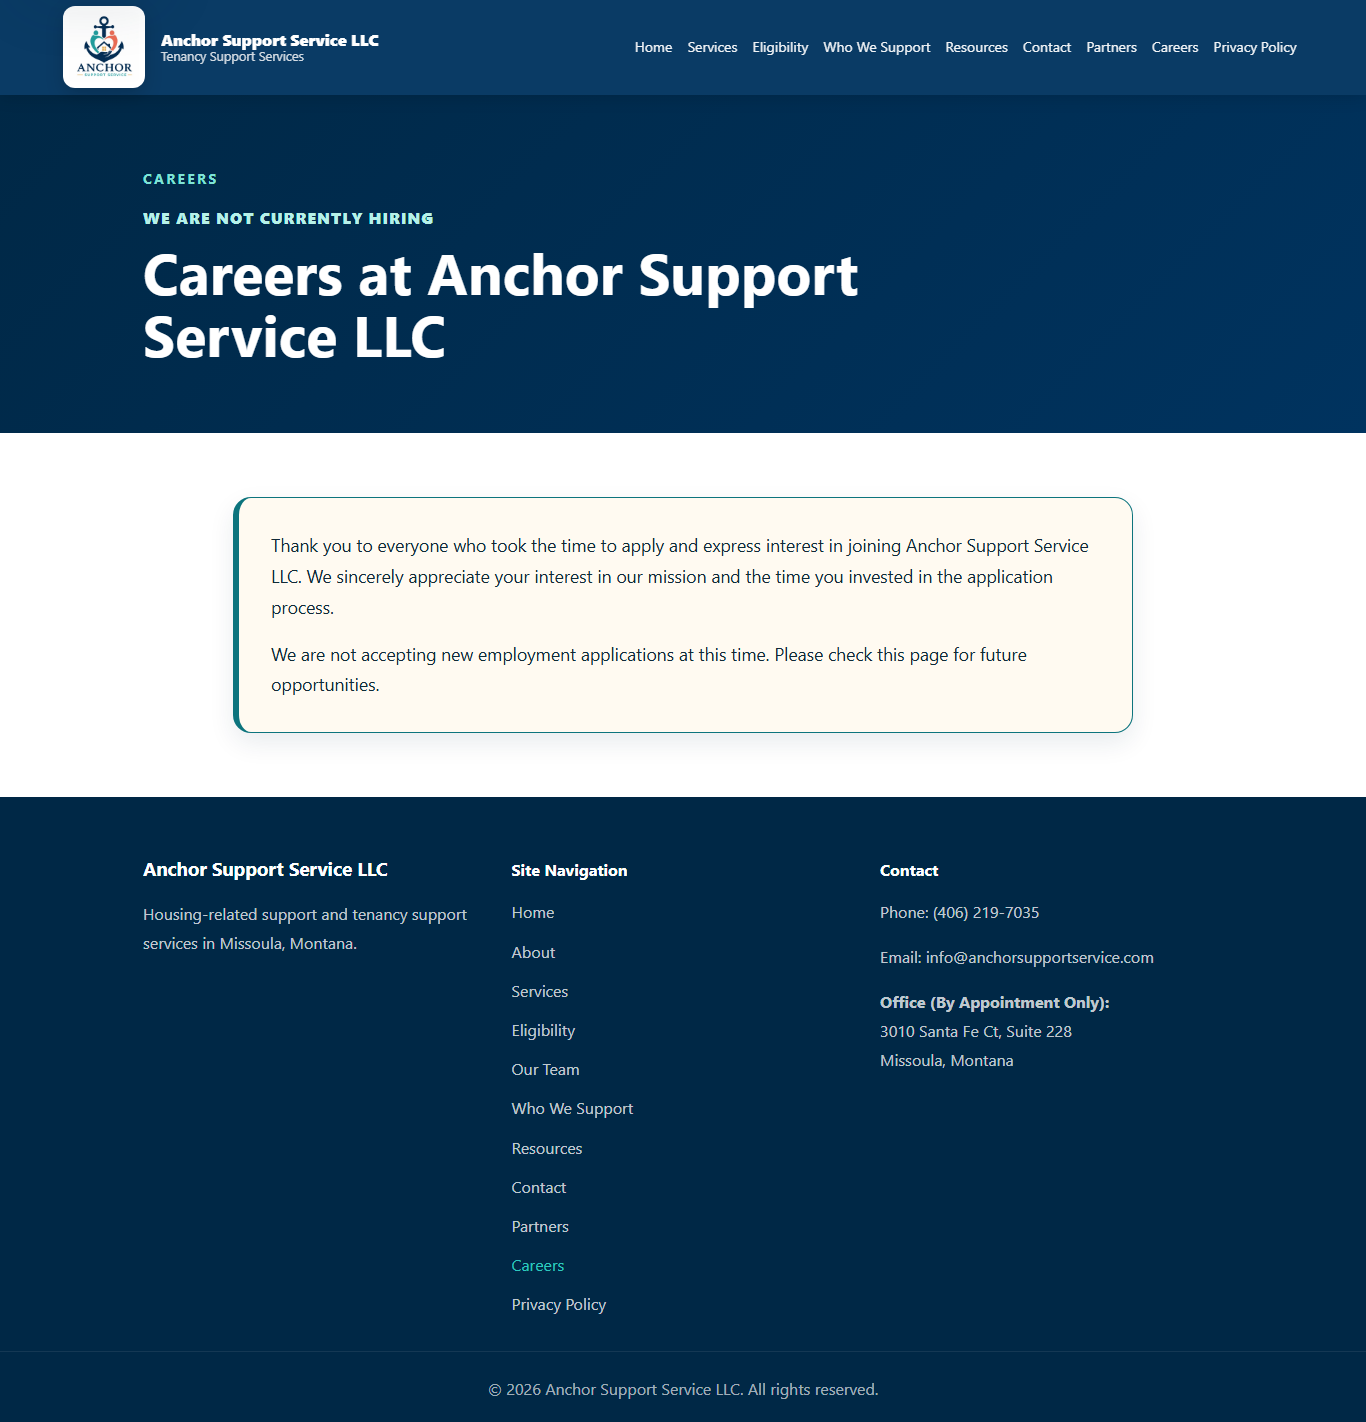 ANCHOR
SUPPORT SERVICE
Anchor Support Service LLC
Tenancy Support Services
Home Services Eligibility Who We Support Resources Contact Partners Careers Privacy Policy
CAREERS
WE ARE NOT CURRENTLY HIRING
Careers at Anchor Support
Service LLC
Thank you to everyone who took the time to apply and express interest in joining Anchor Support Service
LLC. We sincerely appreciate your interest in our mission and the time you invested in the application
process.
We are not accepting new employment applications at this time. Please check this page for future
opportunities.
Anchor Support Service LLC
Housing-related support and tenancy support
services in Missoula, Montana.
Site Navigation
Home
About
Services
Eligibility
Our Team
Who We Support
Resources
Contact
Partners
Careers
Privacy Policy
Contact
Phone: (406) 219-7035
Email: info@anchorsupportservice.com
Office (By Appointment Only):
3010 Santa Fe Ct, Suite 228
Missoula, Montana
© 2026 Anchor Support Service LLC. All rights reserved.